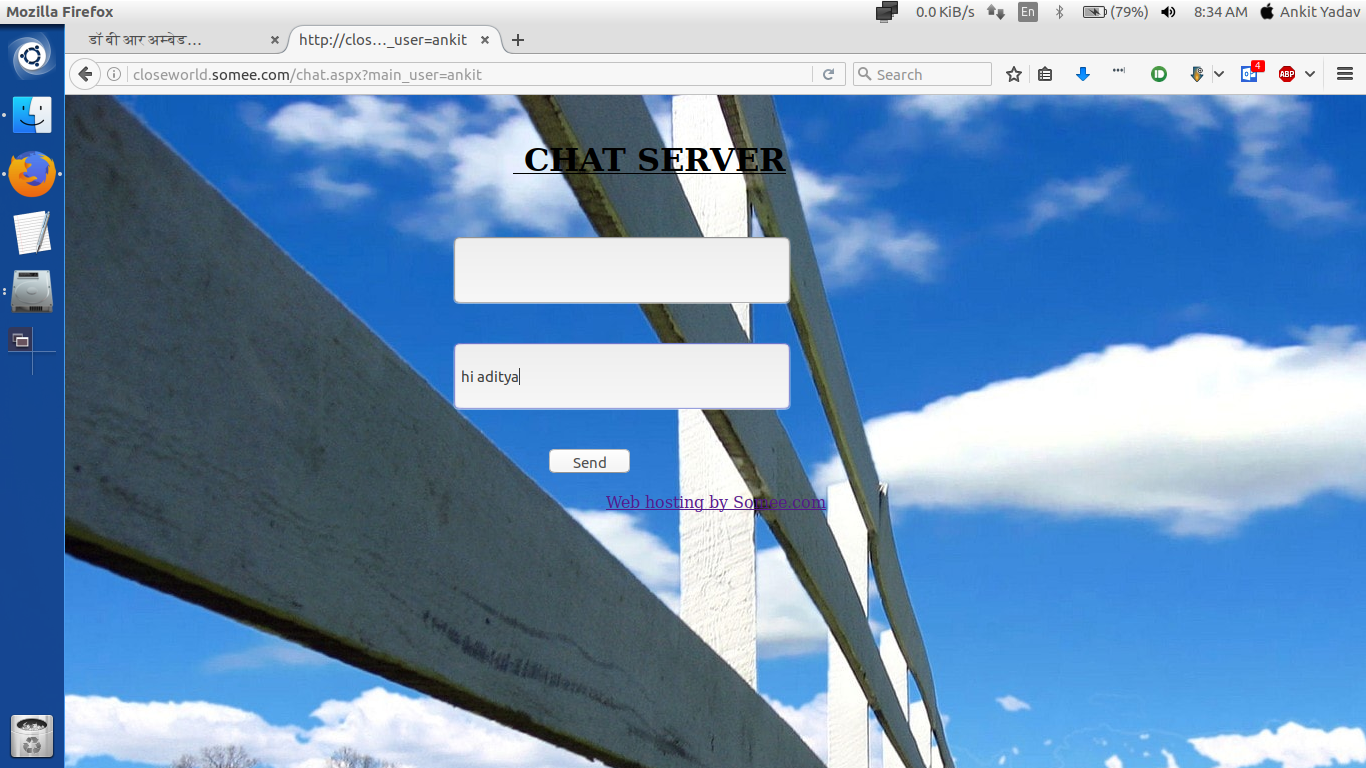 Mozilla Firefox
0.0 KiB/s
En
(79%)
8:34 AM
Ankit Yadav
डॉ बी आर अम्बेड...
http://clos..._user=ankit
closeworld.somee.com/chat.aspx?main_user=ankit
Search
4
ABP
CHAT SERVER
hi aditya
Send
Web hosting by Somee.com